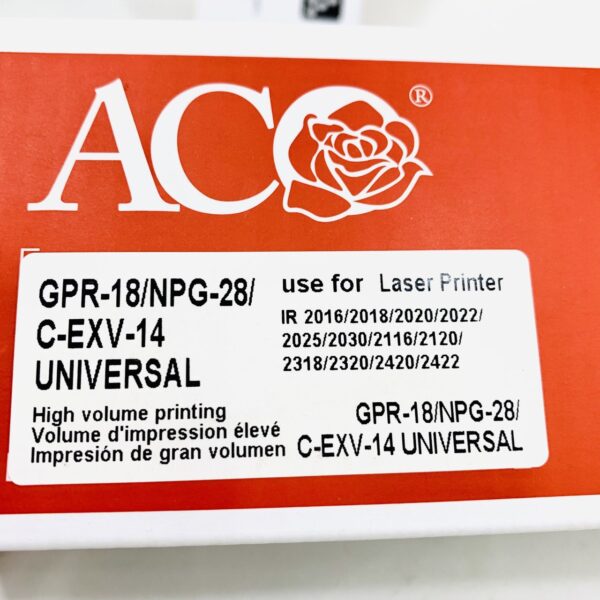 ACO®
GPR-18/NPG-28/
C-EXV-14
UNIVERSAL
High volume printing
Volume d'impression élevé
Impresión de gran volumen
use for Laser Printer
IR 2016/2018/2020/2022/
2025/2030/2116/2120/
2318/2320/2420/2422
GPR-18/NPG-28/
C-EXV-14 UNIVERSAL